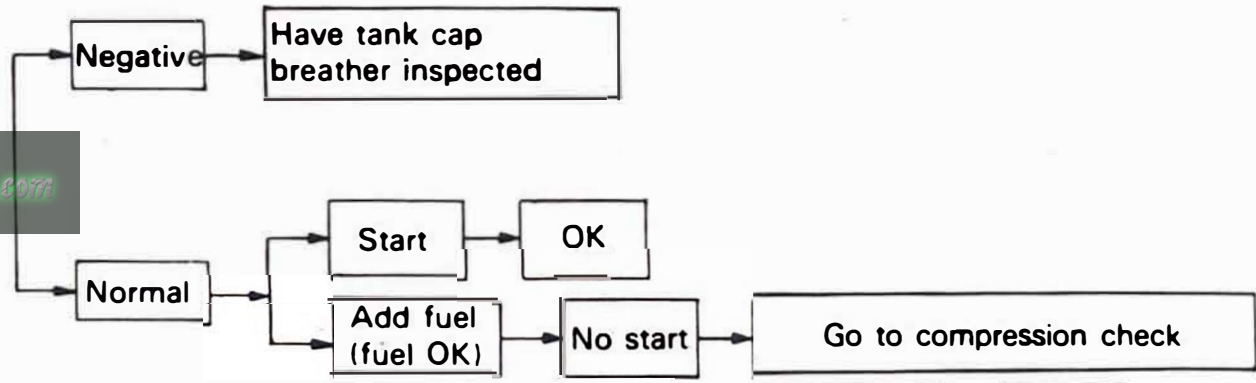 Negative
Have tank cap
breather inspected
Start
OK
Normal
Add fuel
(fuel OK)
No start
Go to compression check
com